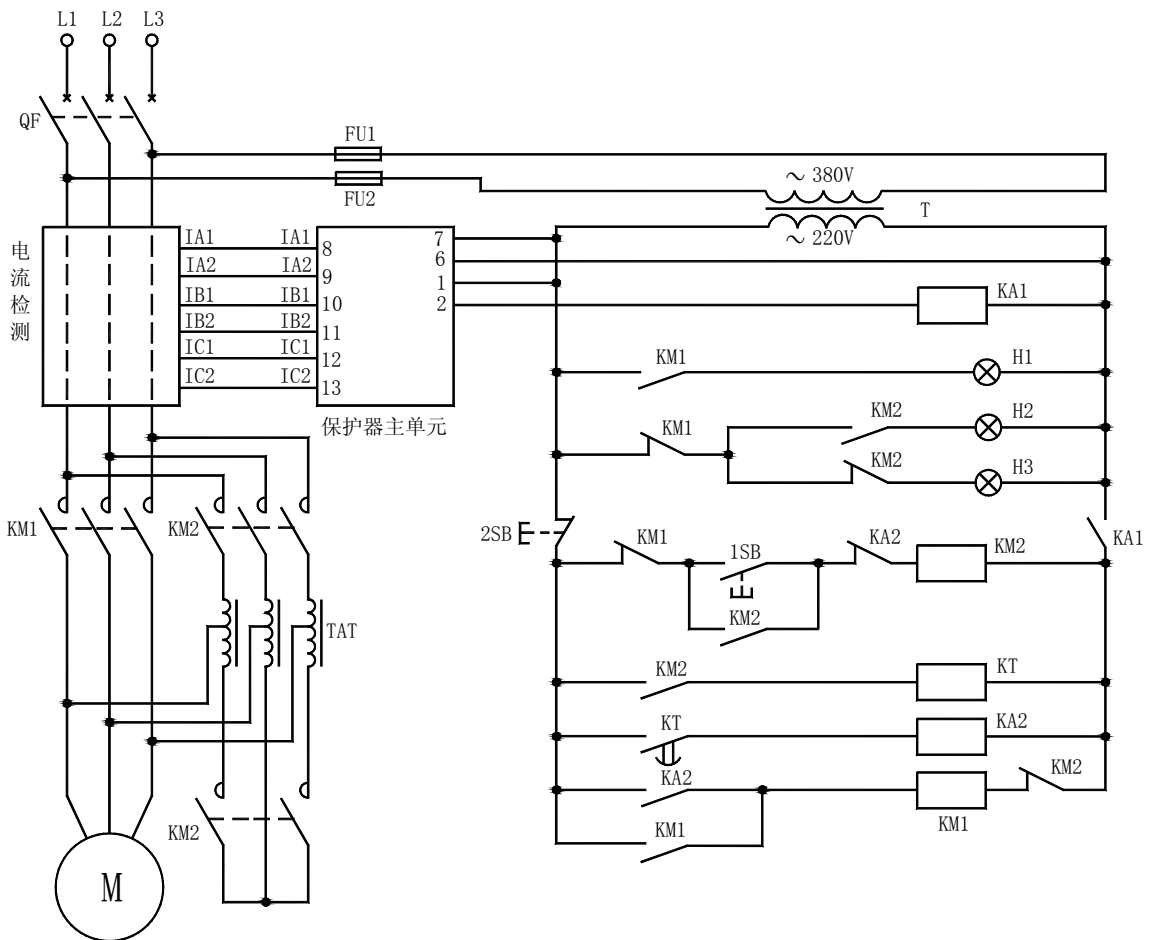 L1 L2 L3
QF
FU1
FU2
～380V
T
～220V
电流检测
IA1 IA1 8
IA2 IA2 9
IB1 IB1 10
IB2 IB2 11
IC1 IC1 12
IC2 IC2 13
7
6
1
2
保护器主单元
KA1
KM1 H1
KM1 KM2 H2
KM2 H3
KM1 KM2
2SB KM1 1SB KA2 KM2 KA1
KM2
TAT
KM2 KT
KT KA2
KA2 KM2
KM1 KM1
KM2
M